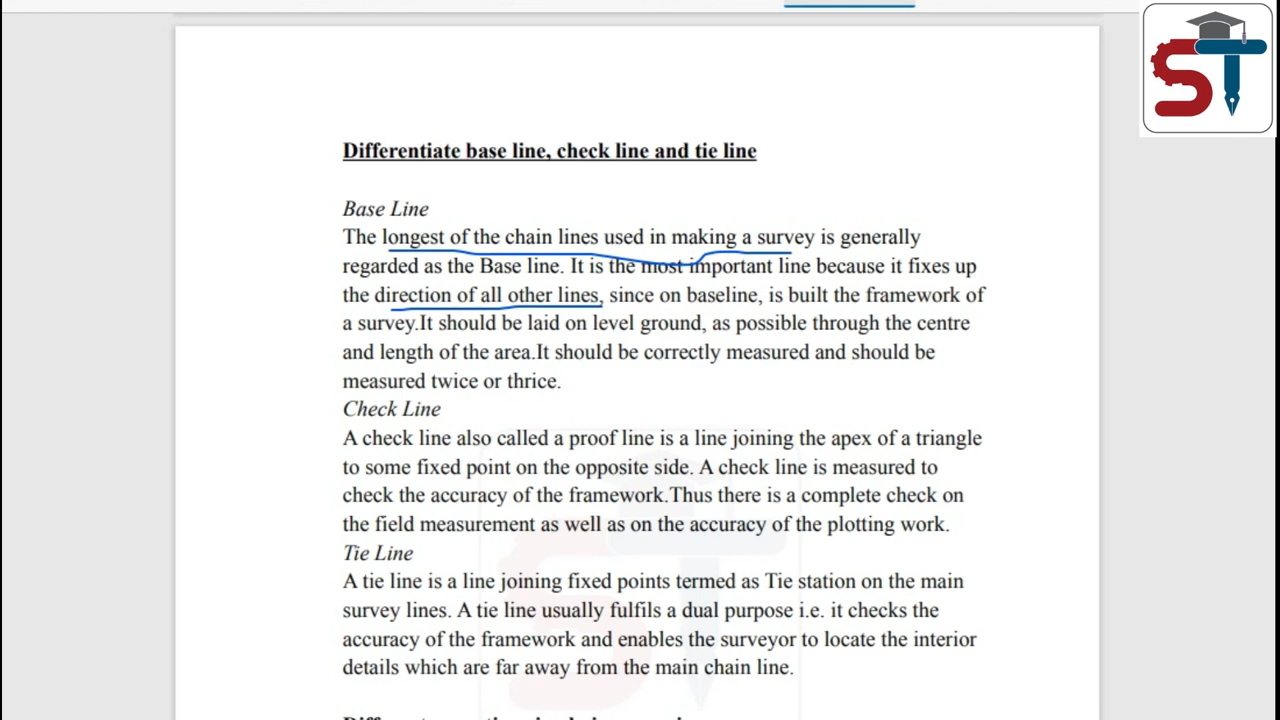 ST
Differentiate base line, check line and tie line
Base Line
The longest of the chain lines used in making a survey is generally
regarded as the Base line. It is the most important line because it fixes up
the direction of all other lines, since on baseline, is built the framework of
a survey.It should be laid on level ground, as possible through the centre
and length of the area.It should be correctly measured and should be
measured twice or thrice.
Check Line
A check line also called a proof line is a line joining the apex of a triangle
to some fixed point on the opposite side. A check line is measured to
check the accuracy of the framework.Thus there is a complete check on
the field measurement as well as on the accuracy of the plotting work.
Tie Line
A tie line is a line joining fixed points termed as Tie station on the main
survey lines. A tie line usually fulfils a dual purpose i.e. it checks the
accuracy of the framework and enables the surveyor to locate the interior
details which are far away from the main chain line.